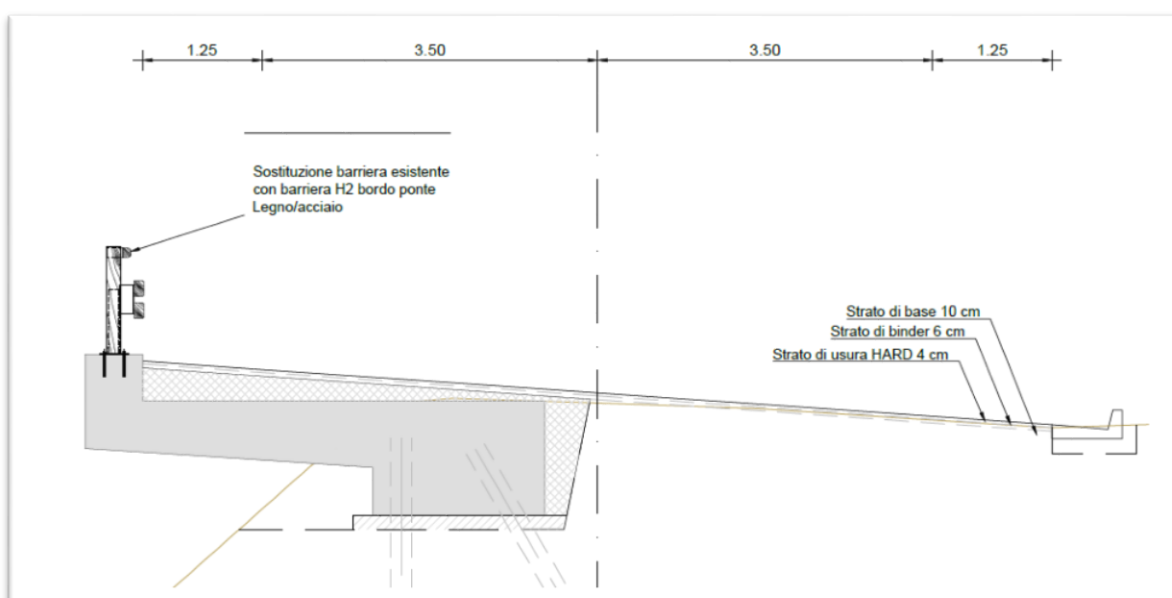 1.25
3.50
3.50
1.25
Sostituzione barriera esistente
con barriera H2 bordo ponte
Legno/acciaio
Strato di base 10 cm
Strato di binder 6 cm
Strato di usura HARD 4 cm